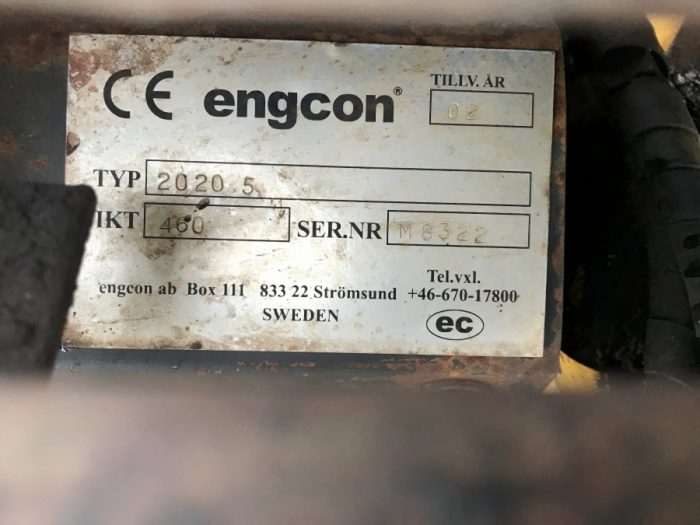 CE engcon® TILLV. ÅR
02
TYP 2020.5
IKT 460 SER.NR M8322
Tel.vxl.
engcon ab Box 111 833 22 Strömsund +46-670-17800
SWEDEN ec